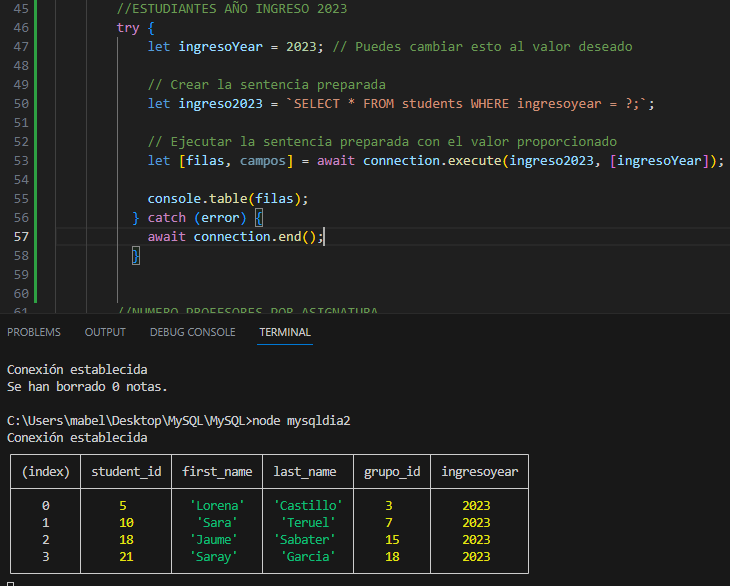 45 //ESTUDIANTES AÑO INGRESO 2023
46 try {
47 let ingresoYear = 2023; // Puedes cambiar esto al valor deseado
48
49 // Crear la sentencia preparada
50 let ingreso2023 = `SELECT * FROM students WHERE ingresoyear = ?;`;
51
52 // Ejecutar la sentencia preparada con el valor proporcionado
53 let [filas, campos] = await connection.execute(ingreso2023, [ingresoYear]);
54
55 console.table(filas);
56 } catch (error) {
57 await connection.end();
58 }
59
60
61 //NUMERO PROFESORES POR ASIGNATURA
PROBLEMS OUTPUT DEBUG CONSOLE TERMINAL
Conexión establecida
Se han borrado 0 notas.
C:\Users\mabel\Desktop\MySQL\MySQL>node mysqldia2
Conexión establecida
(index) student_id first_name last_name grupo_id ingresoyear
0 5 'Lorena' 'Castillo' 3 2023
1 10 'Sara' 'Teruel' 7 2023
2 18 'Jaume' 'Sabater' 15 2023
3 21 'Saray' 'Garcia' 18 2023